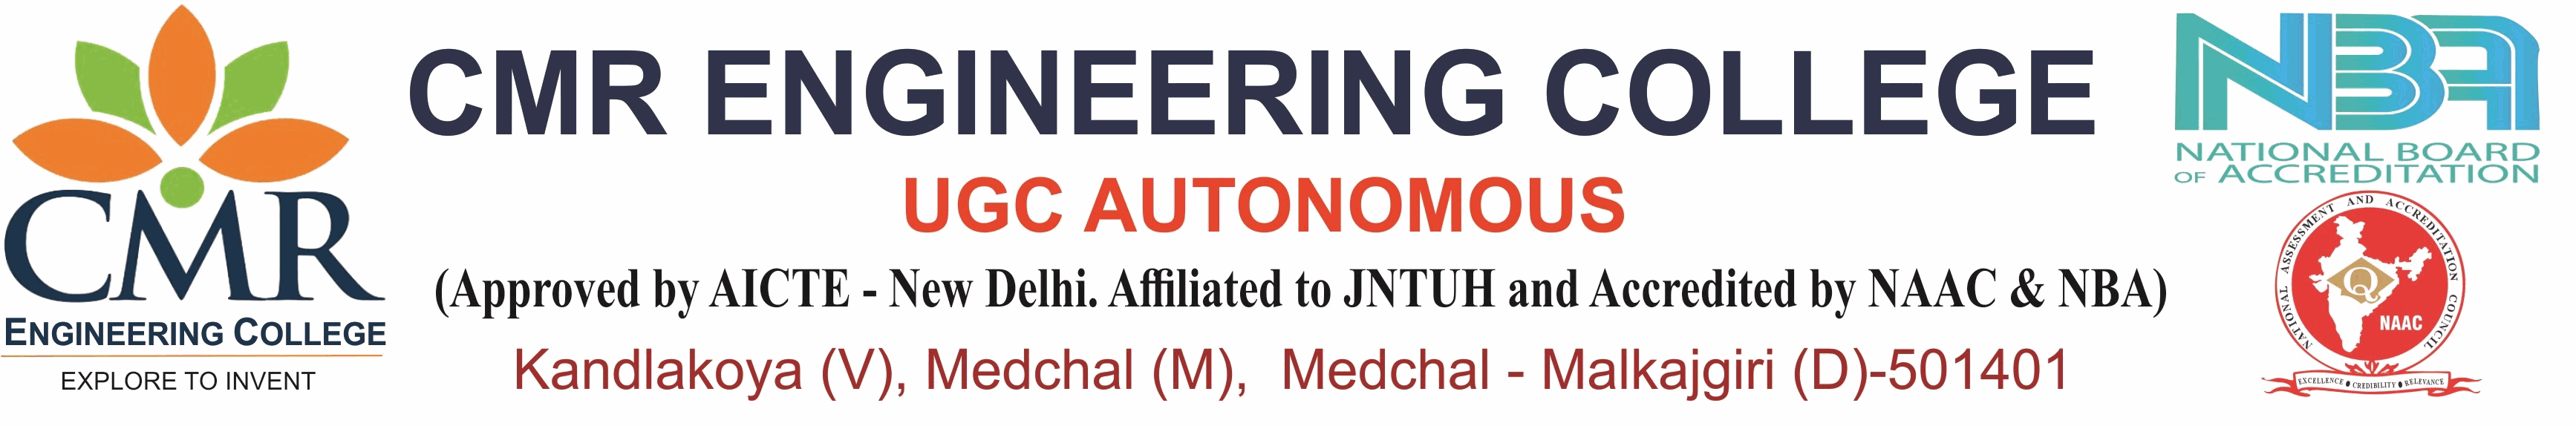 CMR
ENGINEERING COLLEGE
EXPLORE TO INVENT
CMR ENGINEERING COLLEGE
UGC AUTONOMOUS
(Approved by AICTE - New Delhi. Affiliated to JNTUH and Accredited by NAAC & NBA)
Kandlakoya (V), Medchal (M), Medchal - Malkajgiri (D)-501401
NBA
NATIONAL BOARD
OF ACCREDITATION
NATIONAL ASSESSMENT AND ACCREDITATION COUNCIL
Q
NAAC
EXCELLENCE ● CREDIBILITY ● RELEVANCE